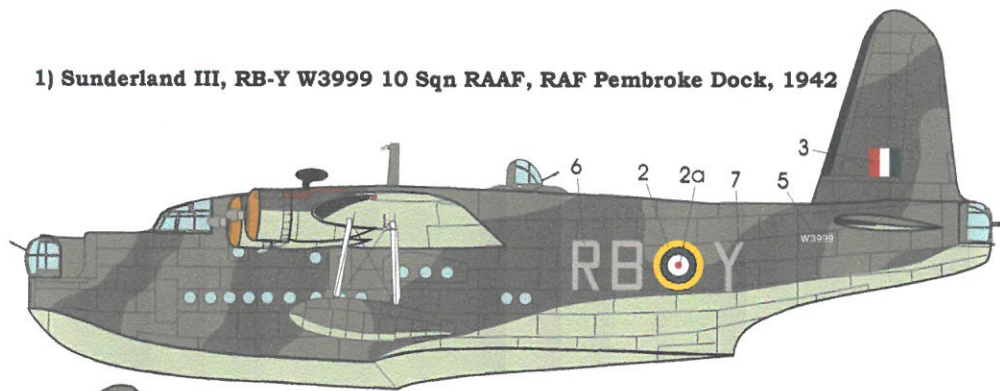 1) Sunderland III, RB-Y W3999 10 Sqn RAAF, RAF Pembroke Dock, 1942
3
6 2 2a 7 5
W3999
RB Y